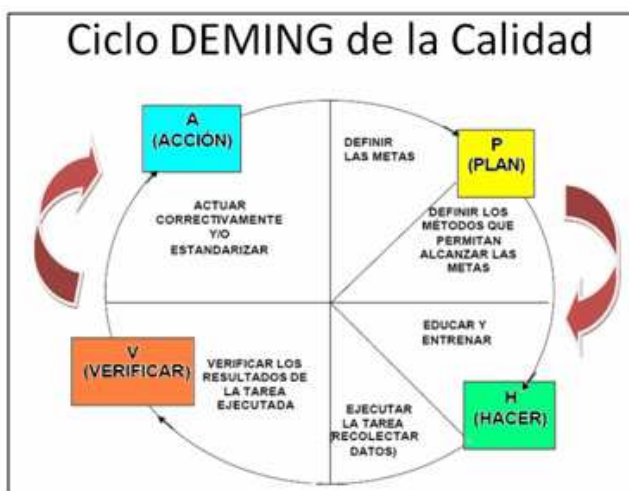 Ciclo DEMING de la Calidad
A
(ACCIÓN)
DEFINIR
LAS METAS
P
(PLAN)
ACTUAR
CORRECTIVAMENTE
Y/O
ESTANDARIZAR
DEFINIR LOS
MÉTODOS QUE
PERMITAN
ALCANZAR LAS
METAS
EDUCAR Y
ENTRENAR
V
(VERIFICAR)
VERIFICAR LOS
RESULTADOS DE
LA TAREA
EJECUTADA
EJECUTAR
LA TAREA
(RECOLECTAR
DATOS)
H
(HACER)